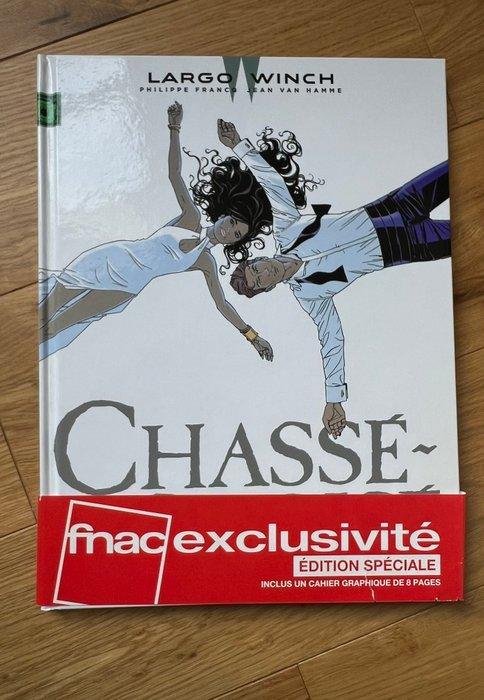 LARGO WINCH
PHILIPPE FRANCQ JEAN VAN HAMME
CHASSÉ-
fnac exclusivité
ÉDITION SPÉCIALE
INCLUS UN CAHIER GRAPHIQUE DE 8 PAGES